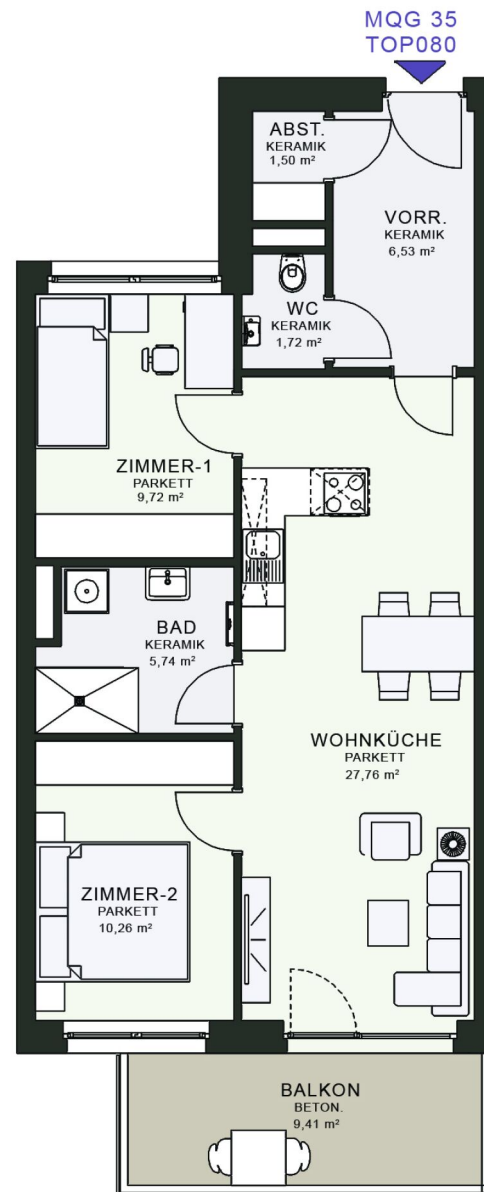 MQG 35
TOP080
ABST.
KERAMIK
1,50 m²
VORR.
KERAMIK
6,53 m²
WC
KERAMIK
1,72 m²
ZIMMER-1
PARKETT
9,72 m²
BAD
KERAMIK
5,74 m²
WOHNKÜCHE
PARKETT
27,76 m²
ZIMMER-2
PARKETT
10,26 m²
BALKON
BETON.
9,41 m²